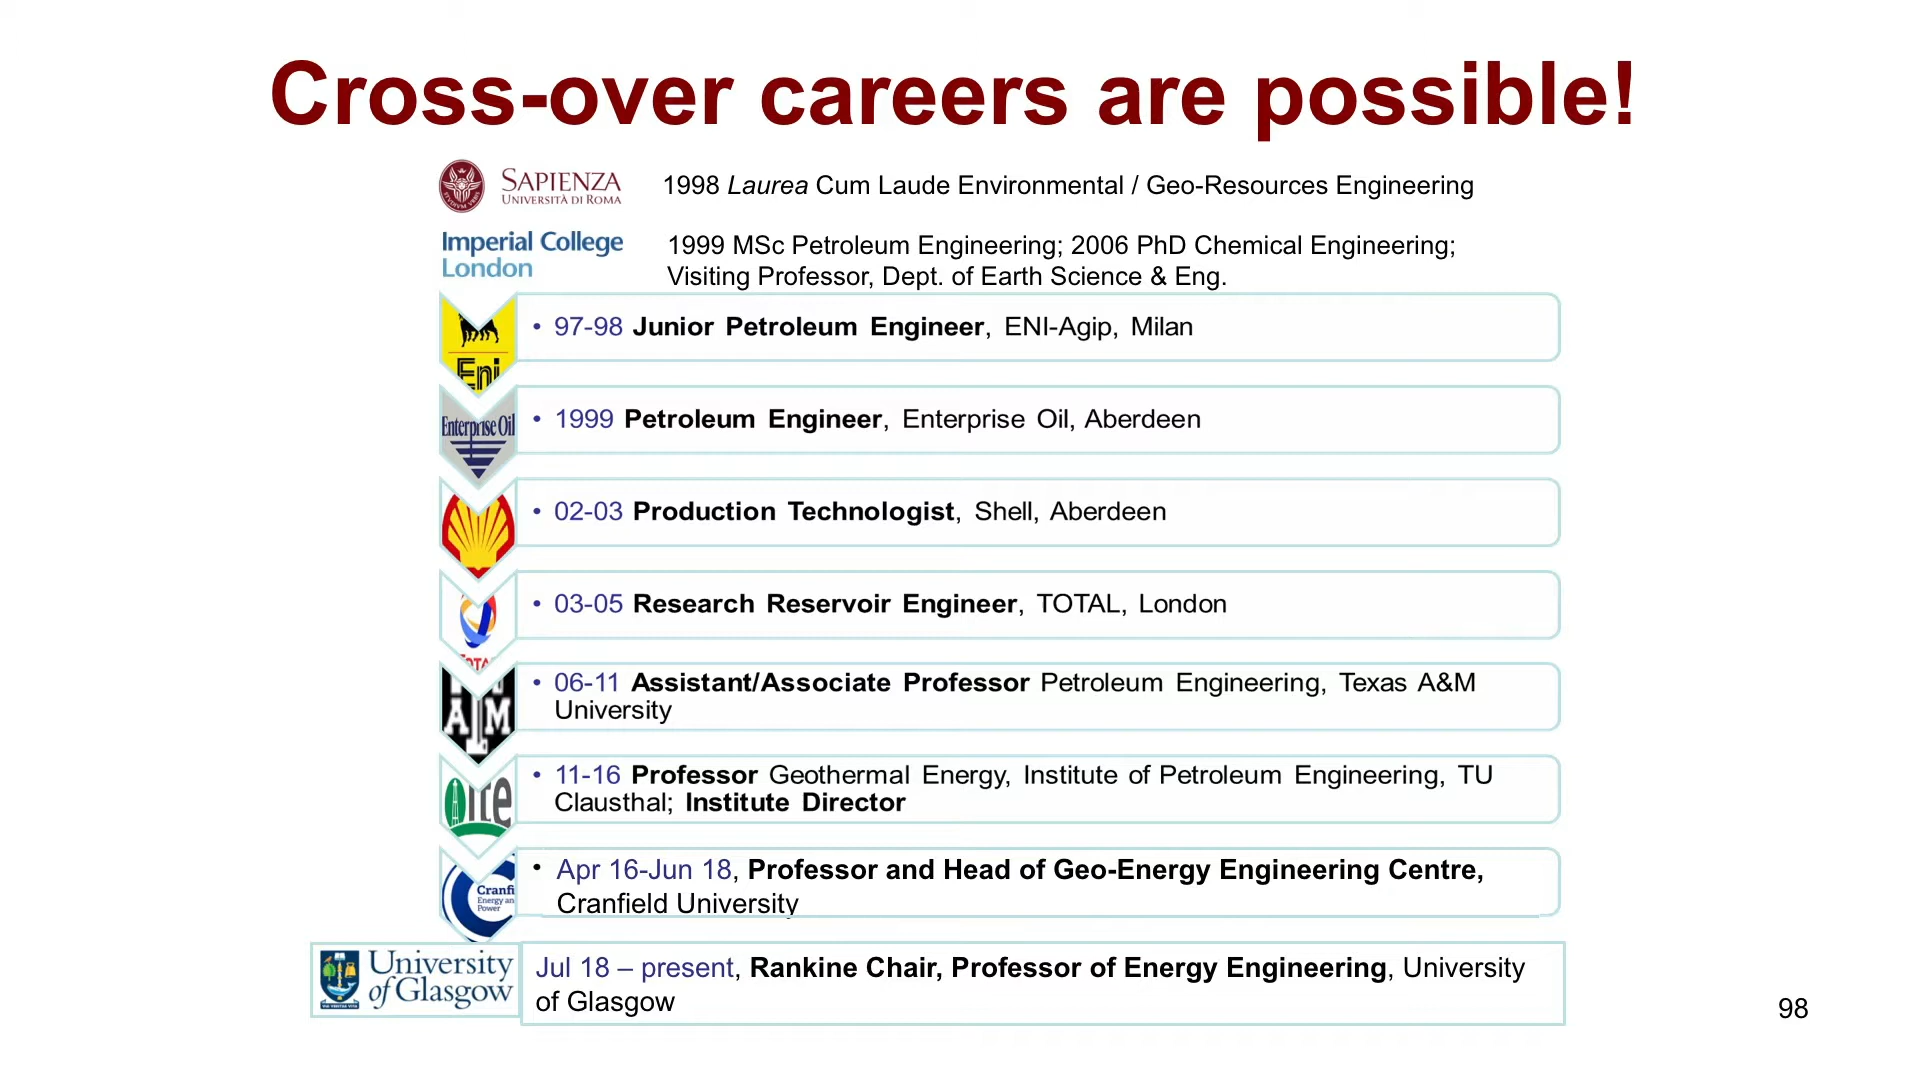 Cross-over careers are possible!
SAPIENZA
UNIVERSITÀ DI ROMA
1998 Laurea Cum Laude Environmental / Geo-Resources Engineering
Imperial College
London
1999 MSc Petroleum Engineering; 2006 PhD Chemical Engineering;
Visiting Professor, Dept. of Earth Science & Eng.
Eni
• 97-98 Junior Petroleum Engineer, ENI-Agip, Milan
Enterprise Oil
• 1999 Petroleum Engineer, Enterprise Oil, Aberdeen
• 02-03 Production Technologist, Shell, Aberdeen
TOTAL
• 03-05 Research Reservoir Engineer, TOTAL, London
A M
• 06-11 Assistant/Associate Professor Petroleum Engineering, Texas A&M
University
ite
• 11-16 Professor Geothermal Energy, Institute of Petroleum Engineering, TU
Clausthal; Institute Director
Cranfi
Energy an
Power
• Apr 16-Jun 18, Professor and Head of Geo-Energy Engineering Centre,
Cranfield University
University
of Glasgow
Jul 18 – present, Rankine Chair, Professor of Energy Engineering, University
of Glasgow
98